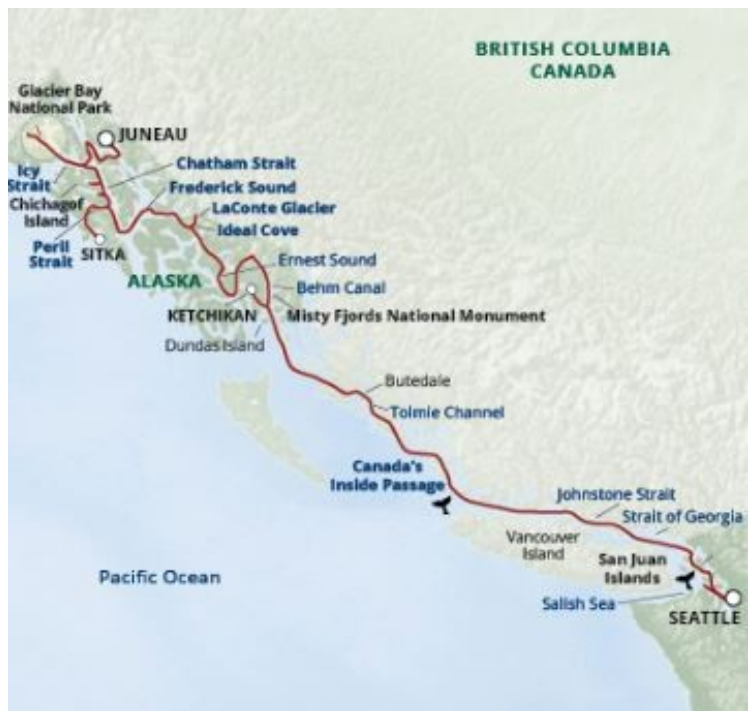 BRITISH COLUMBIA
CANADA
Glacier Bay
National Park
JUNEAU
Icy
Strait
Chatham Strait
Frederick Sound
Chichagof
Island
LaConte Glacier
Ideal Cove
Peril
Strait
SITKA
ALASKA
Ernest Sound
Behm Canal
KETCHIKAN
Misty Fjords National Monument
Dundas Island
Butedale
Tolmie Channel
Canada's
Inside Passage
Johnstone Strait
Strait of Georgia
Vancouver
Island
San Juan
Islands
Pacific Ocean
Salish Sea
SEATTLE